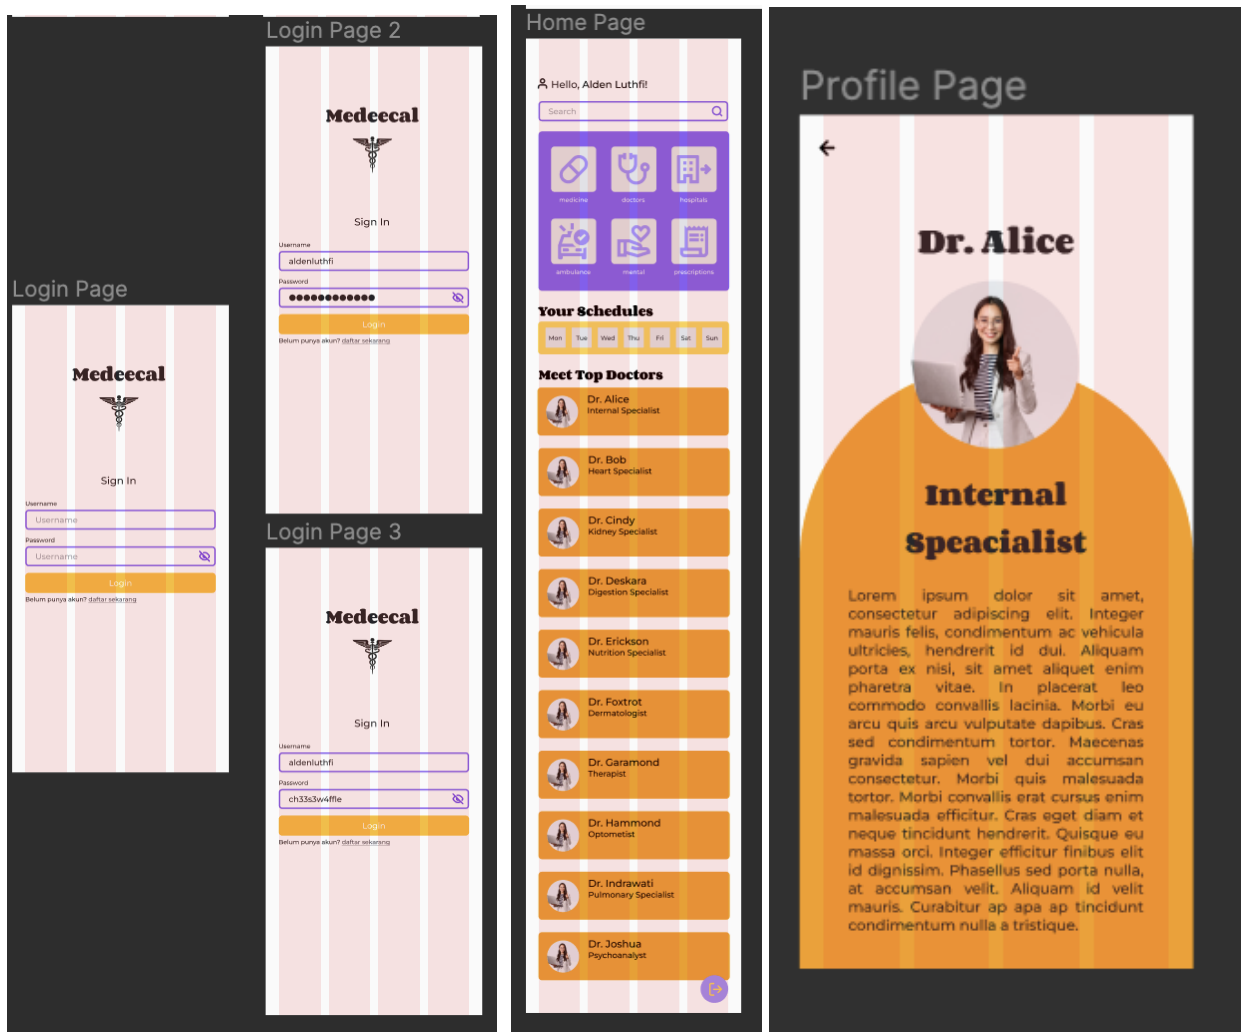 Login Page
Medeecal
Sign In
Username
Username
Password
Username
Login
Belum punya akun? daftar sekarang
Login Page 2
Medeecal
Sign In
Username
aldenluthfi
Password
Login
Belum punya akun? daftar sekarang
Login Page 3
Medeecal
Sign In
Username
aldenluthfi
Password
ch33s3w4ffle
Login
Belum punya akun? daftar sekarang
Home Page
Hello, Alden Luthfi!
Search
medicine doctors hospitals
ambulance mental prescriptions
Your Schedules
Mon Tue Wed Thu Fri Sat Sun
Meet Top Doctors
Dr. Alice
Internal Specialist
Dr. Bob
Heart Specialist
Dr. Cindy
Kidney Specialist
Dr. Deskara
Digestion Specialist
Dr. Erickson
Nutrition Specialist
Dr. Foxtrot
Dermatologist
Dr. Garamond
Therapist
Dr. Hammond
Optometist
Dr. Indrawati
Pulmonary Specialist
Dr. Joshua
Psychoanalyst
Profile Page
Dr. Alice
Internal
Speacialist
Lorem ipsum dolor sit amet,
consectetur adipiscing elit. Integer
mauris felis, condimentum ac vehicula
ultricies, hendrerit id dui. Aliquam
porta ex nisi, sit amet aliquet enim
pharetra vitae. In placerat leo
commodo convallis lacinia. Morbi eu
arcu quis arcu vulputate dapibus. Cras
sed condimentum tortor. Maecenas
gravida sapien vel dui accumsan
consectetur. Morbi quis malesuada
tortor. Morbi convallis erat cursus enim
malesuada efficitur. Cras eget diam et
neque tincidunt hendrerit. Quisque eu
massa orci. Integer efficitur finibus elit
id dignissim. Phasellus sed porta nulla,
at accumsan velit. Aliquam id velit
mauris. Curabitur ap apa ap tincidunt
condimentum nulla a tristique.